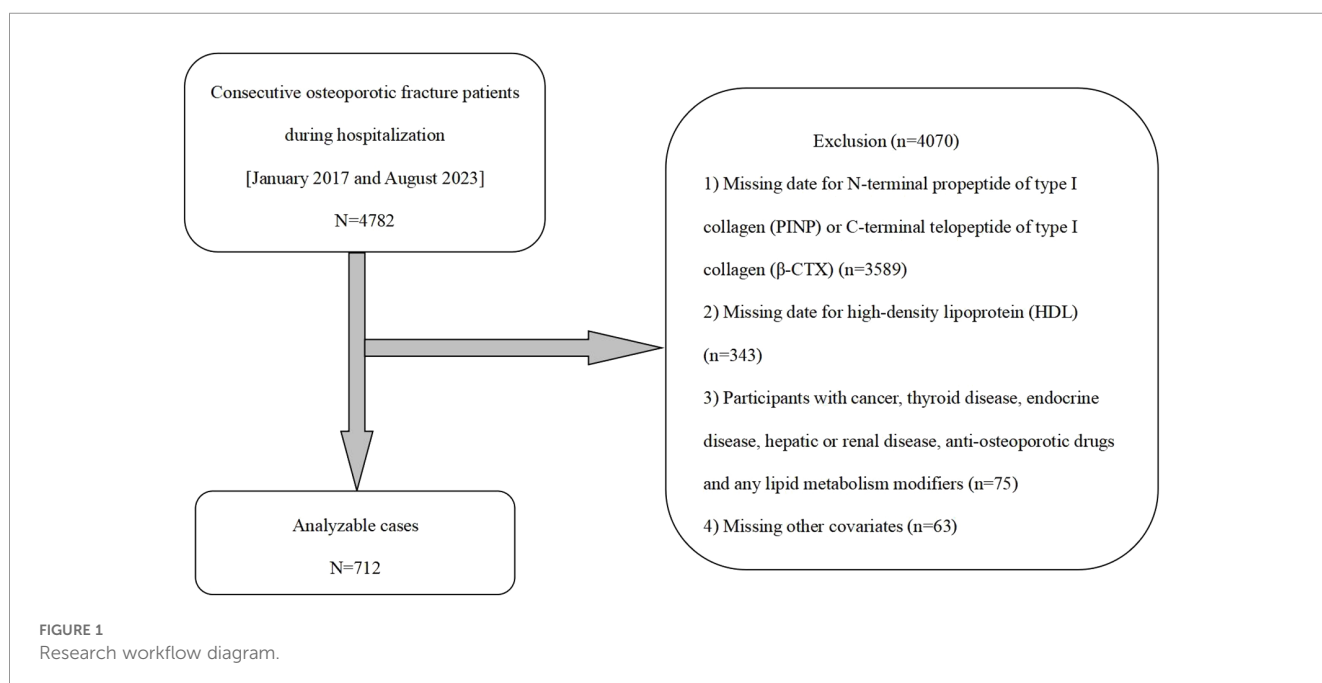 Consecutive osteoporotic fracture patients
during hospitalization
[January 2017 and August 2023]
N=4782
Exclusion (n=4070)
1) Missing date for N-terminal propeptide of type I
collagen (PINP) or C-terminal telopeptide of type I
collagen (β-CTX) (n=3589)
2) Missing date for high-density lipoprotein (HDL)
(n=343)
3) Participants with cancer, thyroid disease, endocrine
disease, hepatic or renal disease, anti-osteoporotic drugs
and any lipid metabolism modifiers (n=75)
4) Missing other covariates (n=63)
Analyzable cases
N=712
FIGURE 1
Research workflow diagram.